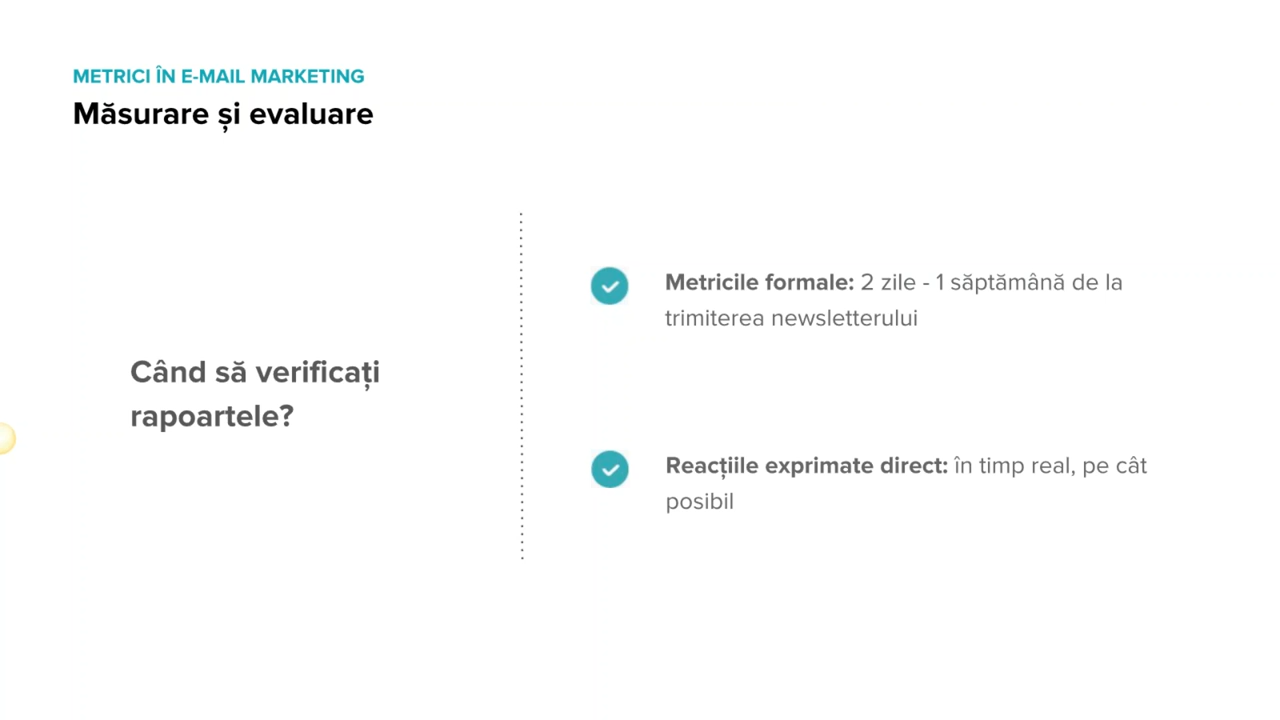 METRICI ÎN E-MAIL MARKETING
Măsurare și evaluare
Când să verificați
rapoartele?
Metricile formale: 2 zile - 1 săptămână de la
trimiterea newsletterului
Reacțiile exprimate direct: în timp real, pe cât
posibil